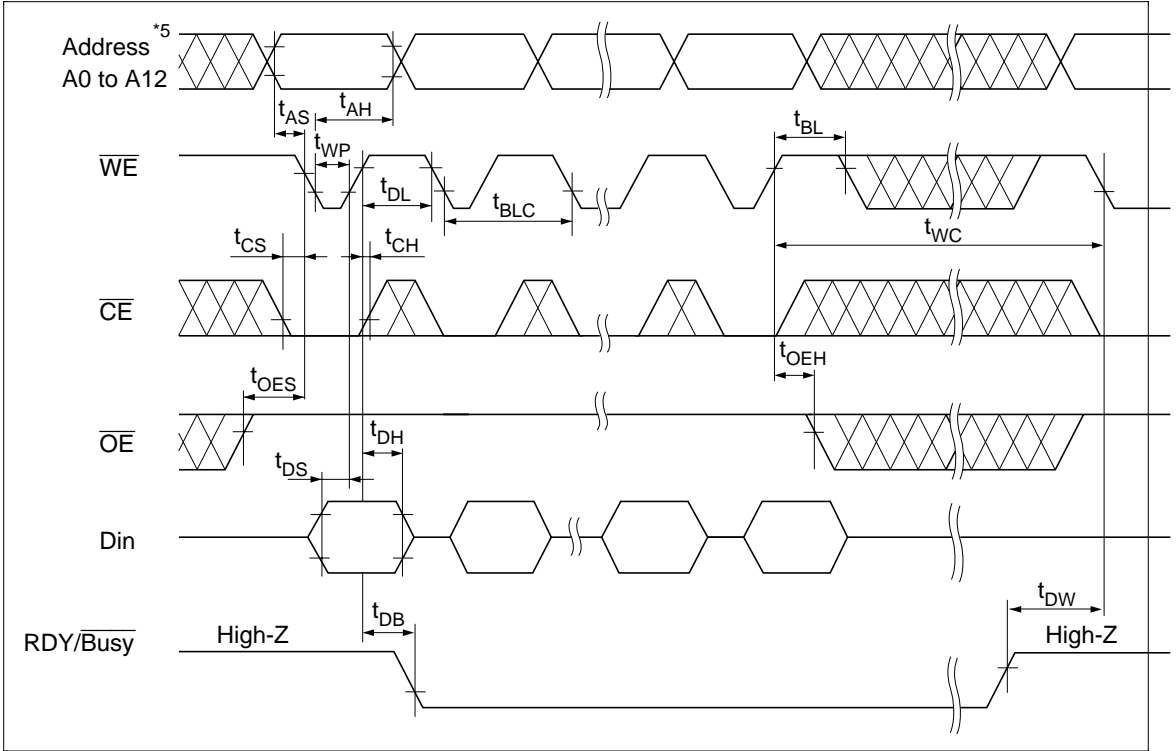 Address *5
A0 to A12
tAS
tAH
tWP
tBL
WE
tDL
tBLC
tWC
tCS
tCH
CE
tOES
tOEH
OE
tDH
tDS
Din
tDB
tDW
RDY/Busy
High-Z
High-Z